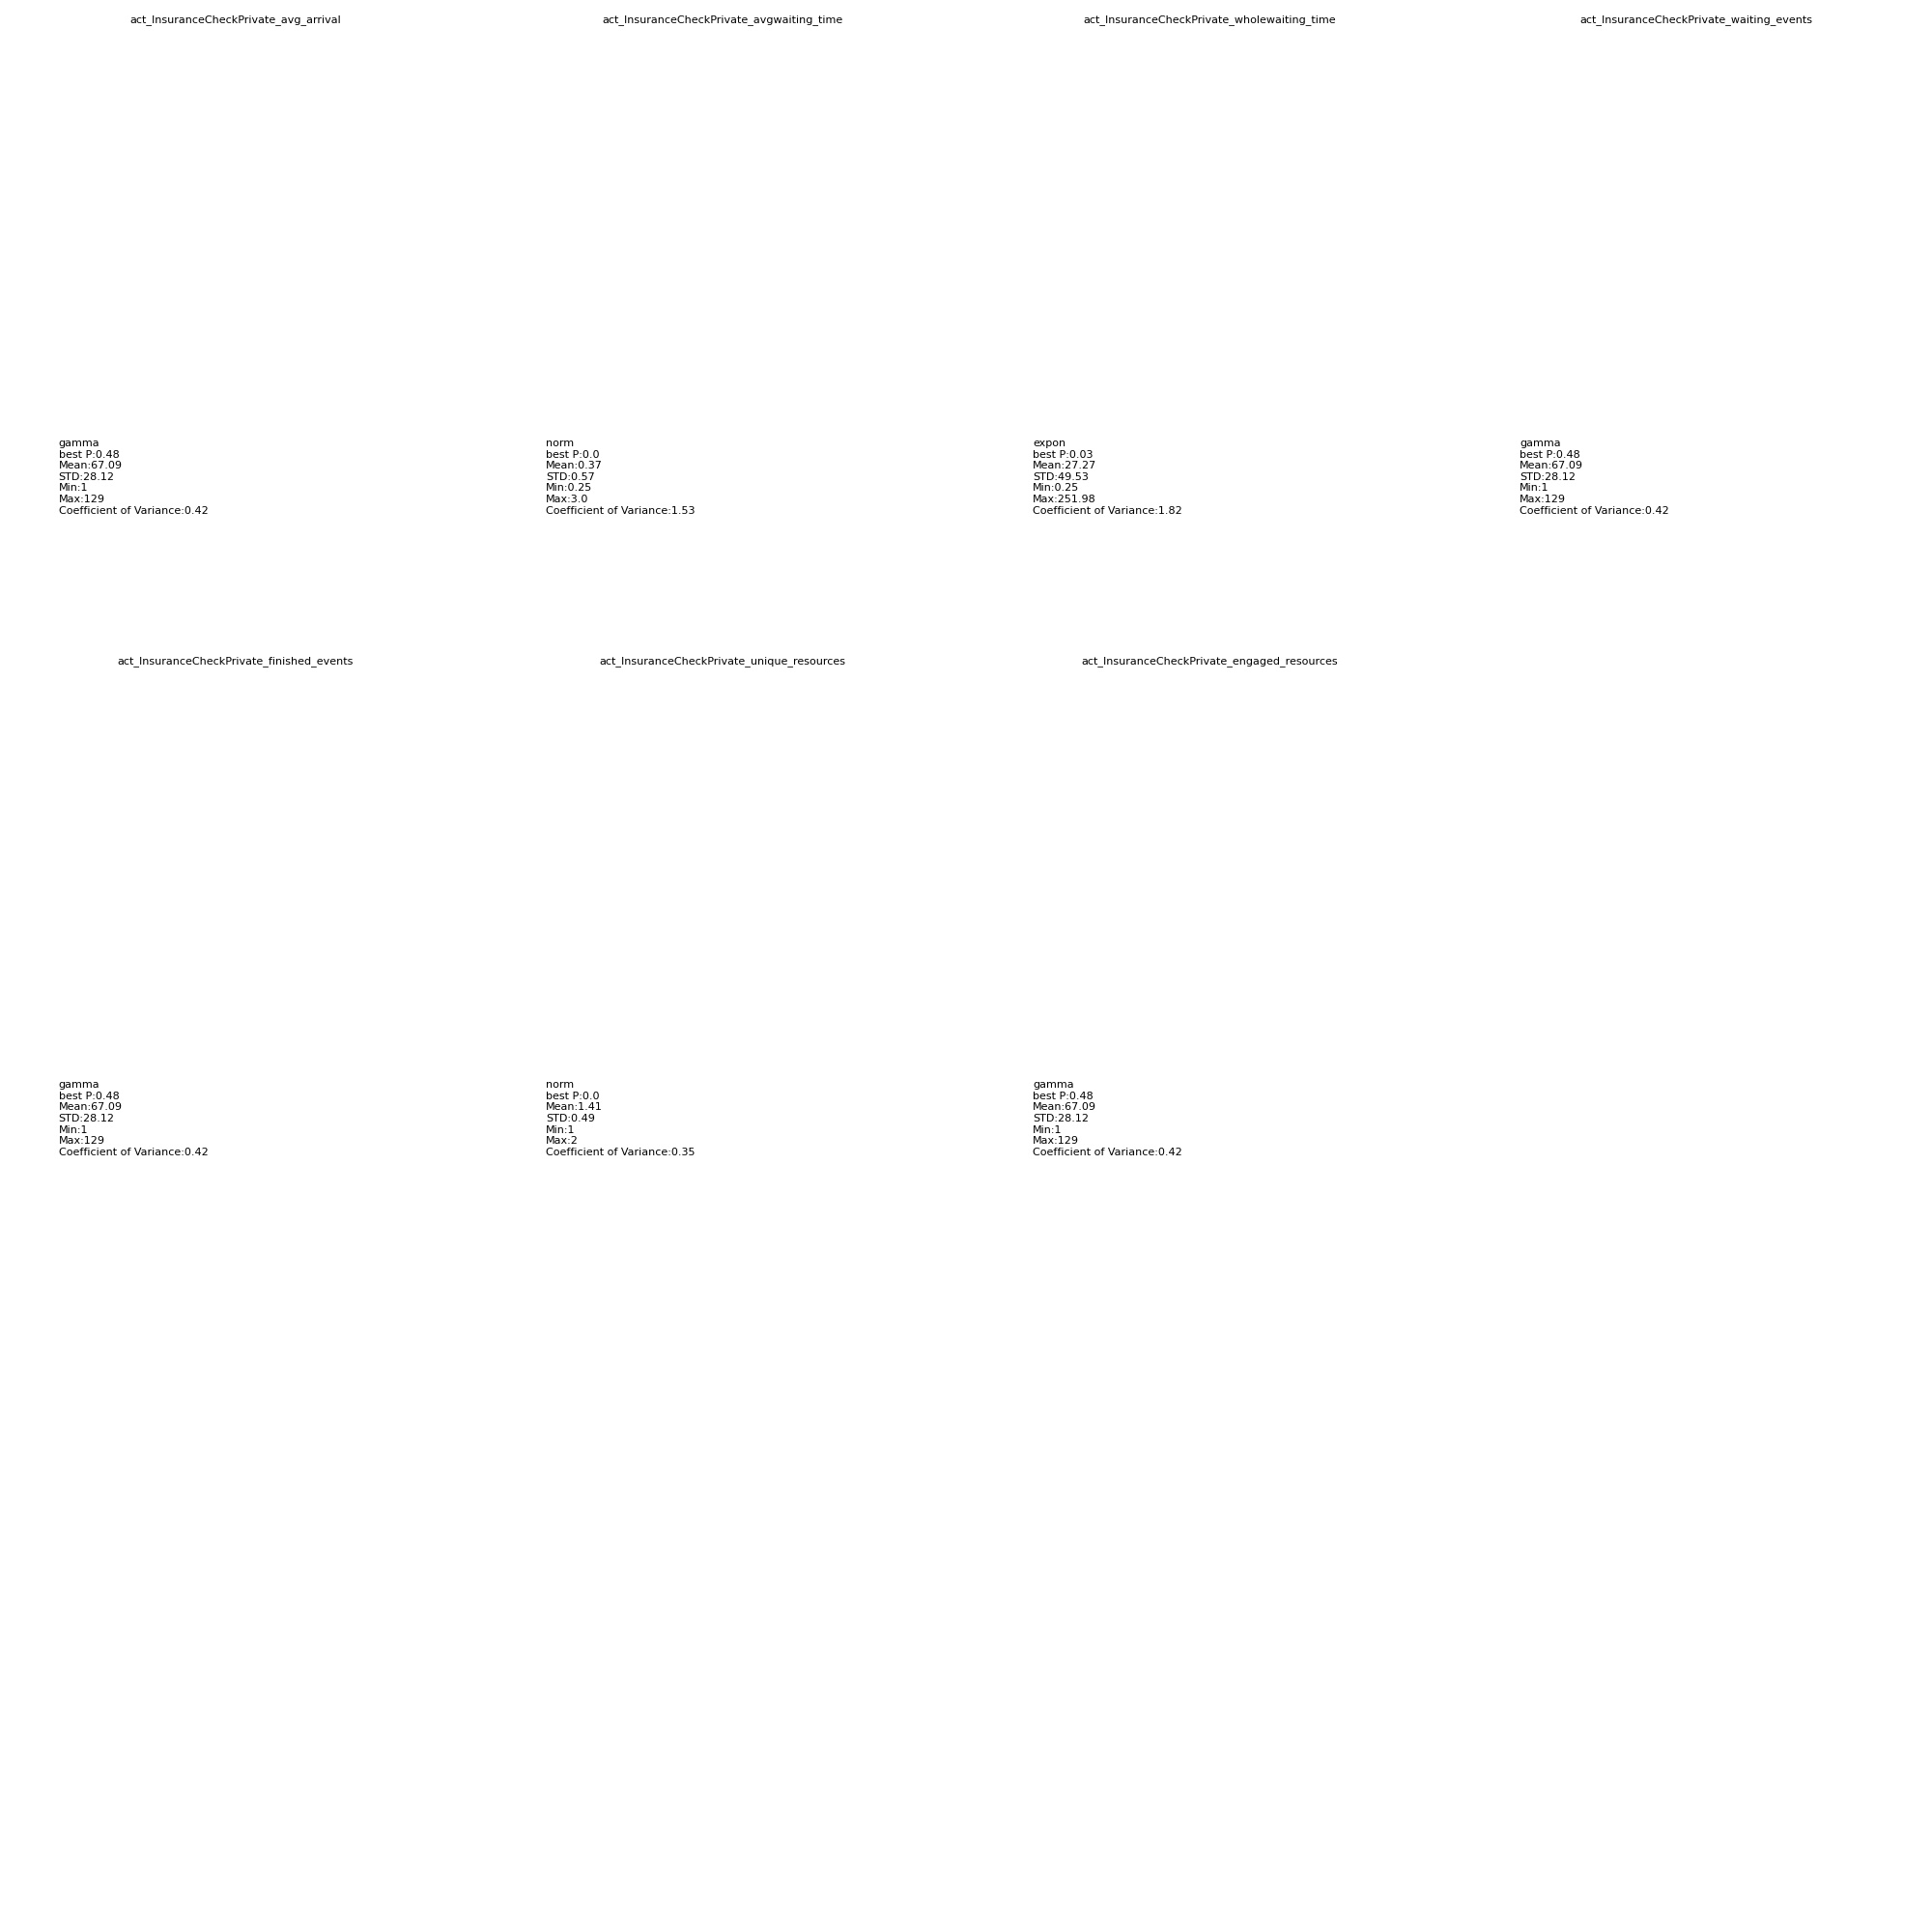 act_InsuranceCheckPrivate_avg_arrival
act_InsuranceCheckPrivate_avgwaiting_time
act_InsuranceCheckPrivate_wholewaiting_time
act_InsuranceCheckPrivate_waiting_events
gamma
best P:0.48
Mean:67.09
STD:28.12
Min:1
Max:129
Coefficient of Variance:0.42
norm
best P:0.0
Mean:0.37
STD:0.57
Min:0.25
Max:3.0
Coefficient of Variance:1.53
expon
best P:0.03
Mean:27.27
STD:49.53
Min:0.25
Max:251.98
Coefficient of Variance:1.82
gamma
best P:0.48
Mean:67.09
STD:28.12
Min:1
Max:129
Coefficient of Variance:0.42
act_InsuranceCheckPrivate_finished_events
act_InsuranceCheckPrivate_unique_resources
act_InsuranceCheckPrivate_engaged_resources
gamma
best P:0.48
Mean:67.09
STD:28.12
Min:1
Max:129
Coefficient of Variance:0.42
norm
best P:0.0
Mean:1.41
STD:0.49
Min:1
Max:2
Coefficient of Variance:0.35
gamma
best P:0.48
Mean:67.09
STD:28.12
Min:1
Max:129
Coefficient of Variance:0.42